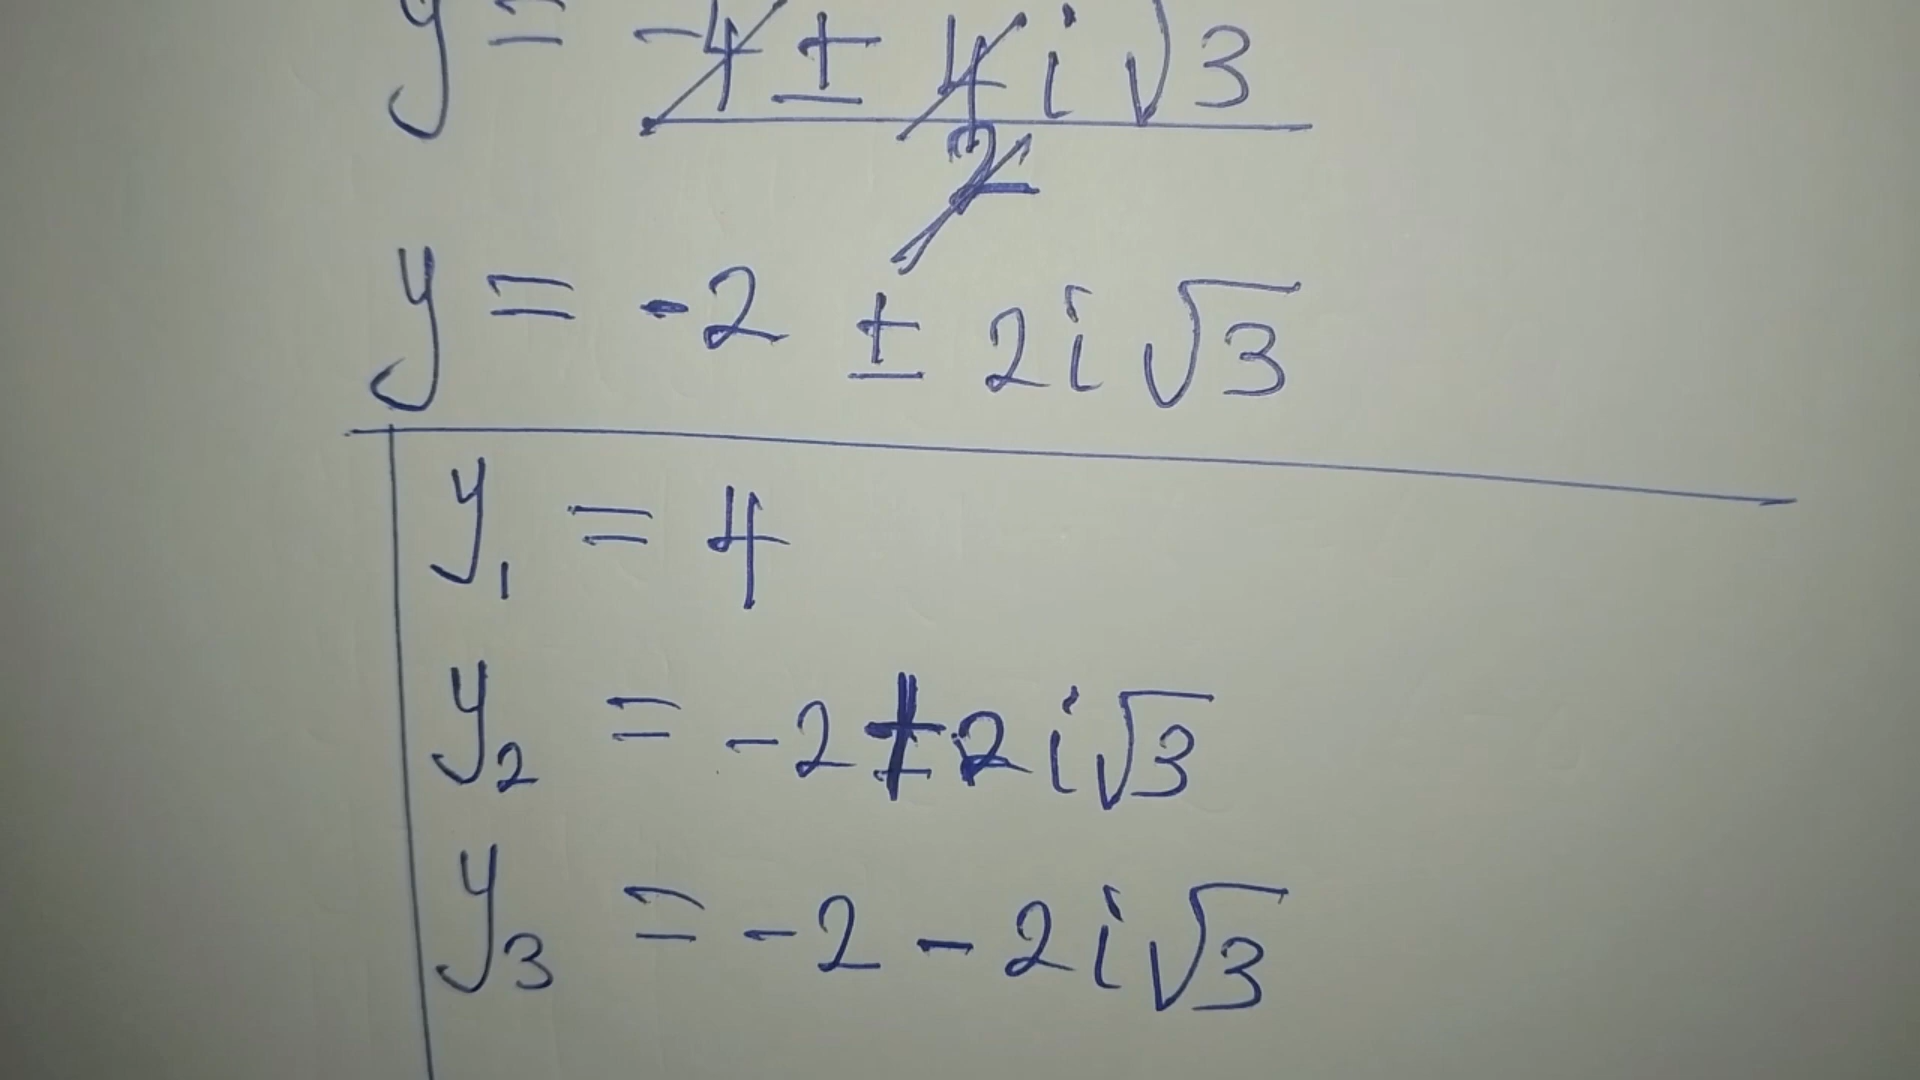 y = -4 ± 4i√3
2
y = -2 ± 2i√3
y₁ = 4
y₂ = -2 + 2i√3
y₃ = -2 - 2i√3